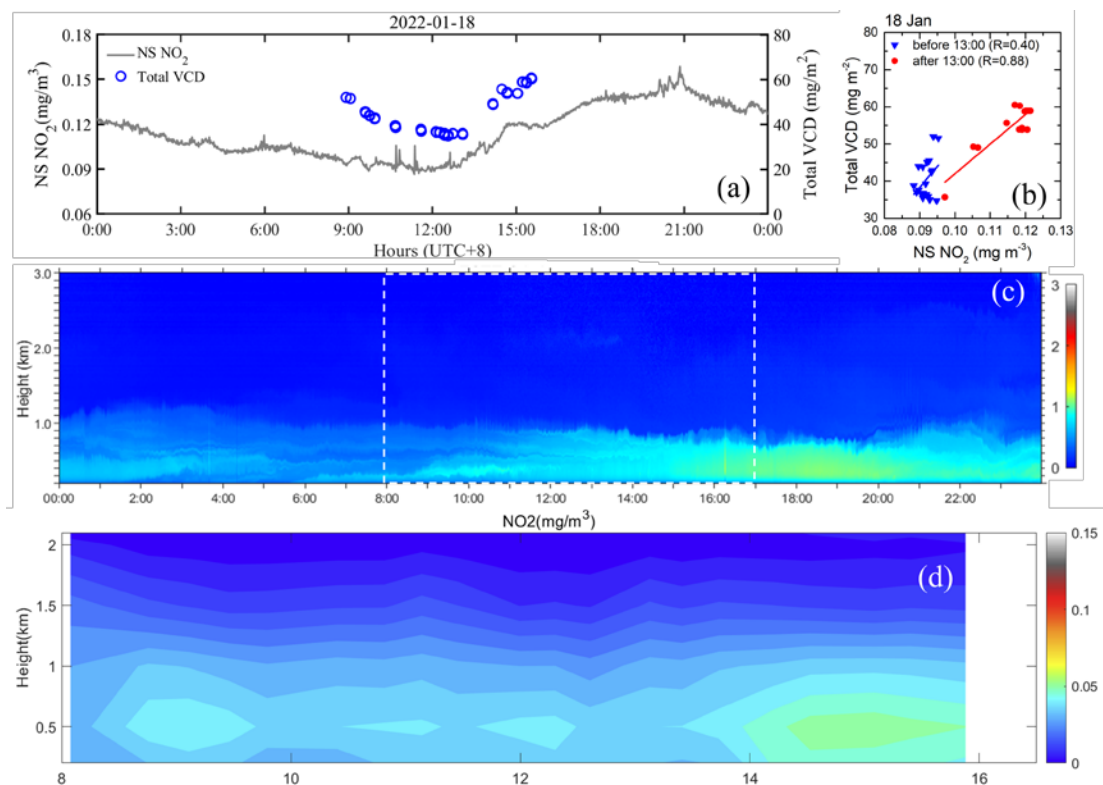 2022-01-18
0.18
0.15
0.12
0.09
0.06
NS NO2(mg/m3)
NS NO2
Total VCD
80
60
40
20
0
Total VCD (mg/m2)
(a)
0:00 3:00 6:00 9:00 12:00 15:00 18:00 21:00 0:00
Hours (UTC+8)
18 Jan
80
70
60
50
40
30
Total VCD (mg m-2)
before 13:00 (R=0.40)
after 13:00 (R=0.88)
(b)
0.08 0.09 0.10 0.11 0.12 0.13
NS NO2 (mg m-3)
3.0
2.0
1.0
Height (km)
(c)
3
2
1
0
00:00 2:00 4:00 6:00 8:00 10:00 12:00 14:00 16:00 18:00 20:00 22:00
NO2(mg/m3)
2
1.5
1
0.5
Height(km)
(d)
0.15
0.1
0.05
0
8 10 12 14 16